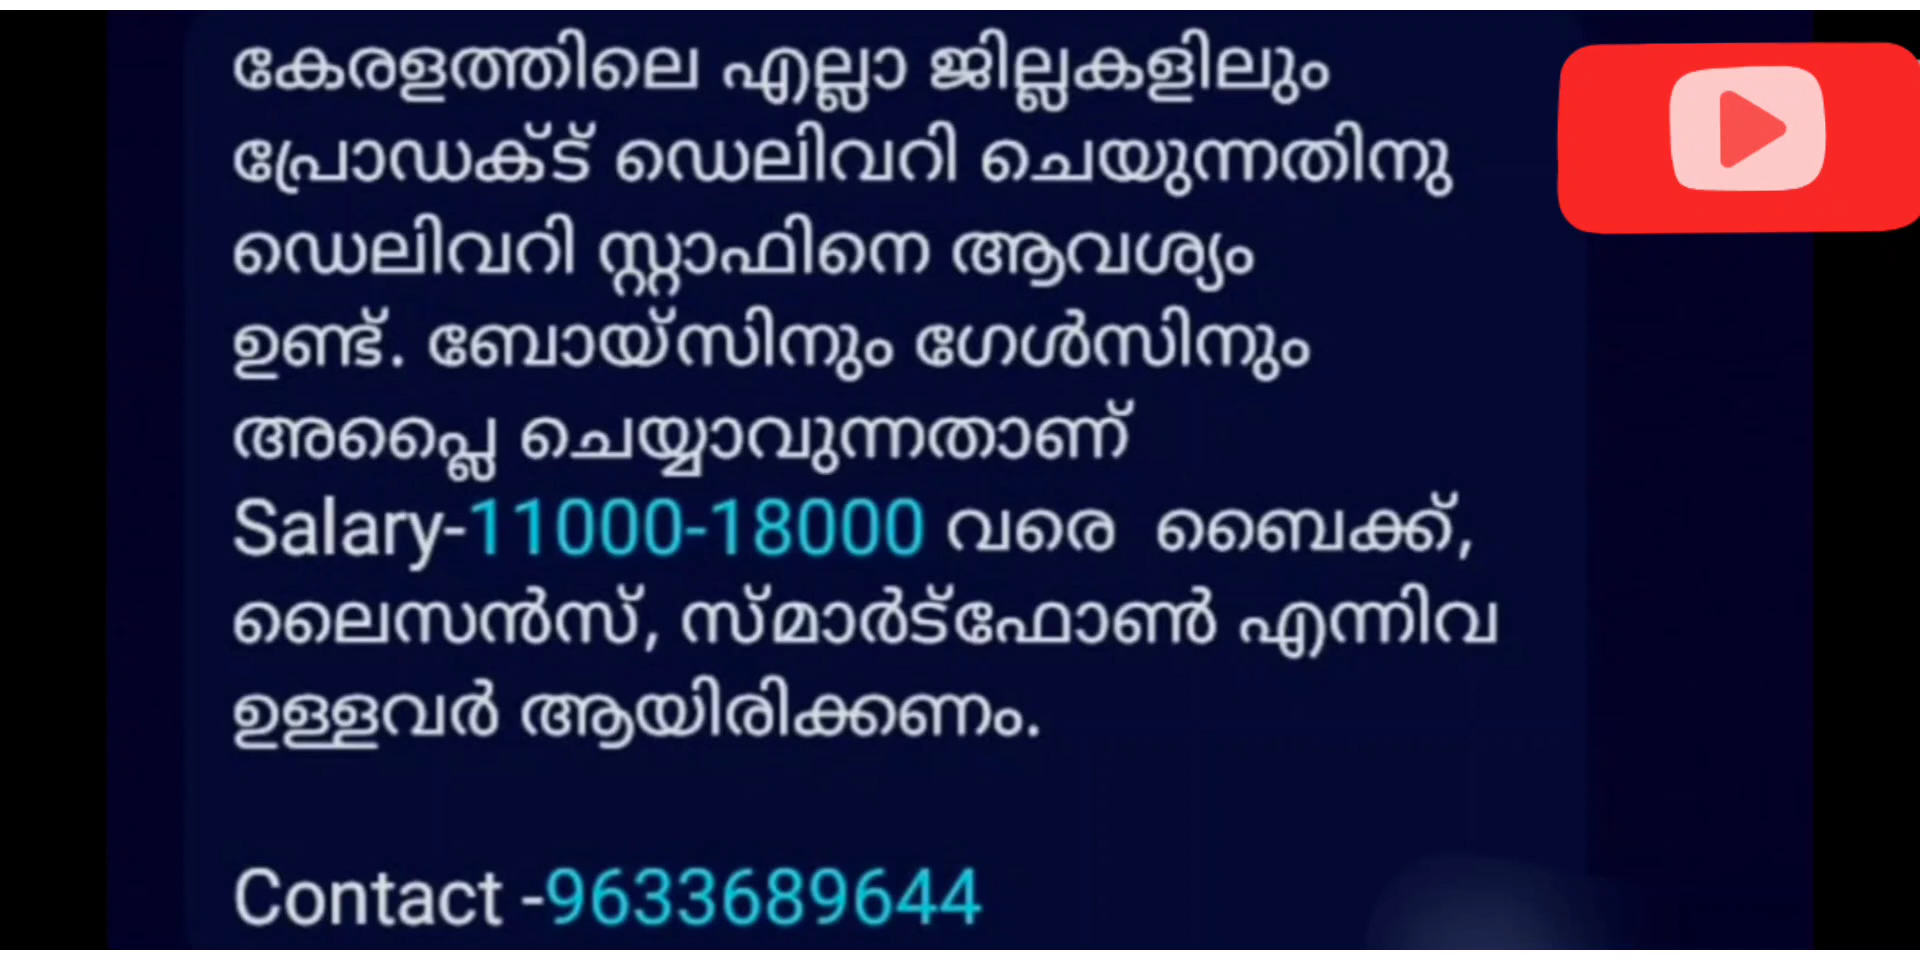 കേരളത്തിലെ എല്ലാ ജില്ലകളിലും
പ്രോഡക്ട് ഡെലിവറി ചെയുന്നതിനു
ഡെലിവറി സ്റ്റാഫിനെ ആവശ്യം
ഉണ്ട്. ബോയ്സിനും ഗേൾസിനും
അപ്ലൈ ചെയ്യാവുന്നതാണ്
Salary-11000-18000 വരെ ബൈക്ക്,
ലൈസൻസ്, സ്മാർട്ഫോൺ എന്നിവ
ഉള്ളവർ ആയിരിക്കണം.
Contact -9633689644